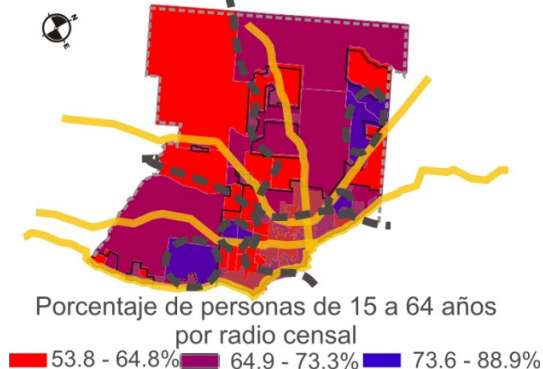 N
E
Porcentaje de personas de 15 a 64 años
por radio censal
53.8 - 64.8% 64.9 - 73.3% 73.6 - 88.9%